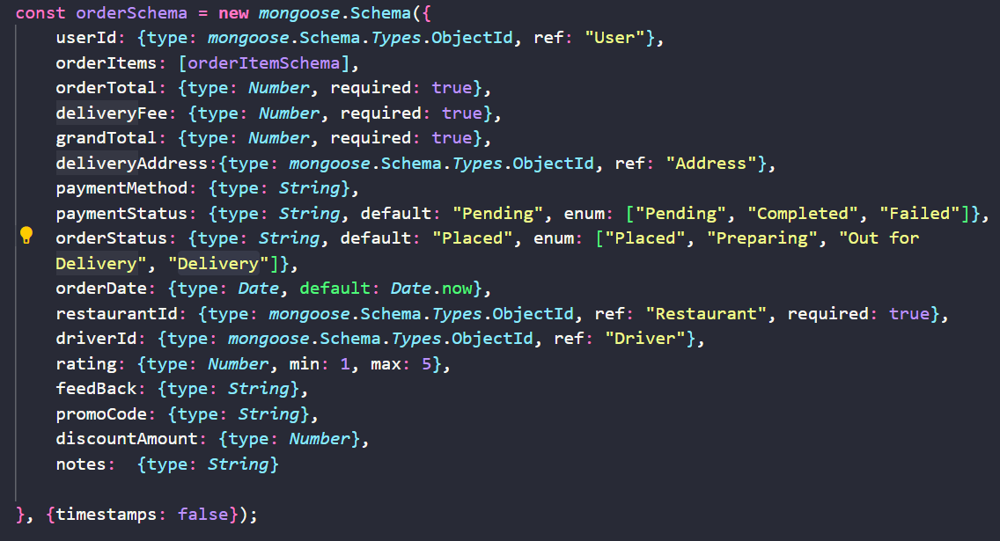 const orderSchema = new mongoose.Schema({
    userId: {type: mongoose.Schema.Types.ObjectId, ref: "User"},
    orderItems: [orderItemSchema],
    orderTotal: {type: Number, required: true},
    deliveryFee: {type: Number, required: true},
    grandTotal: {type: Number, required: true},
    deliveryAddress:{type: mongoose.Schema.Types.ObjectId, ref: "Address"},
    paymentMethod: {type: String},
    paymentStatus: {type: String, default: "Pending", enum: ["Pending", "Completed", "Failed"]},
    orderStatus: {type: String, default: "Placed", enum: ["Placed", "Preparing", "Out for
    Delivery", "Delivery"]},
    orderDate: {type: Date, default: Date.now},
    restaurantId: {type: mongoose.Schema.Types.ObjectId, ref: "Restaurant", required: true},
    driverId: {type: mongoose.Schema.Types.ObjectId, ref: "Driver"},
    rating: {type: Number, min: 1, max: 5},
    feedBack: {type: String},
    promoCode: {type: String},
    discountAmount: {type: Number},
    notes:  {type: String}
}, {timestamps: false});